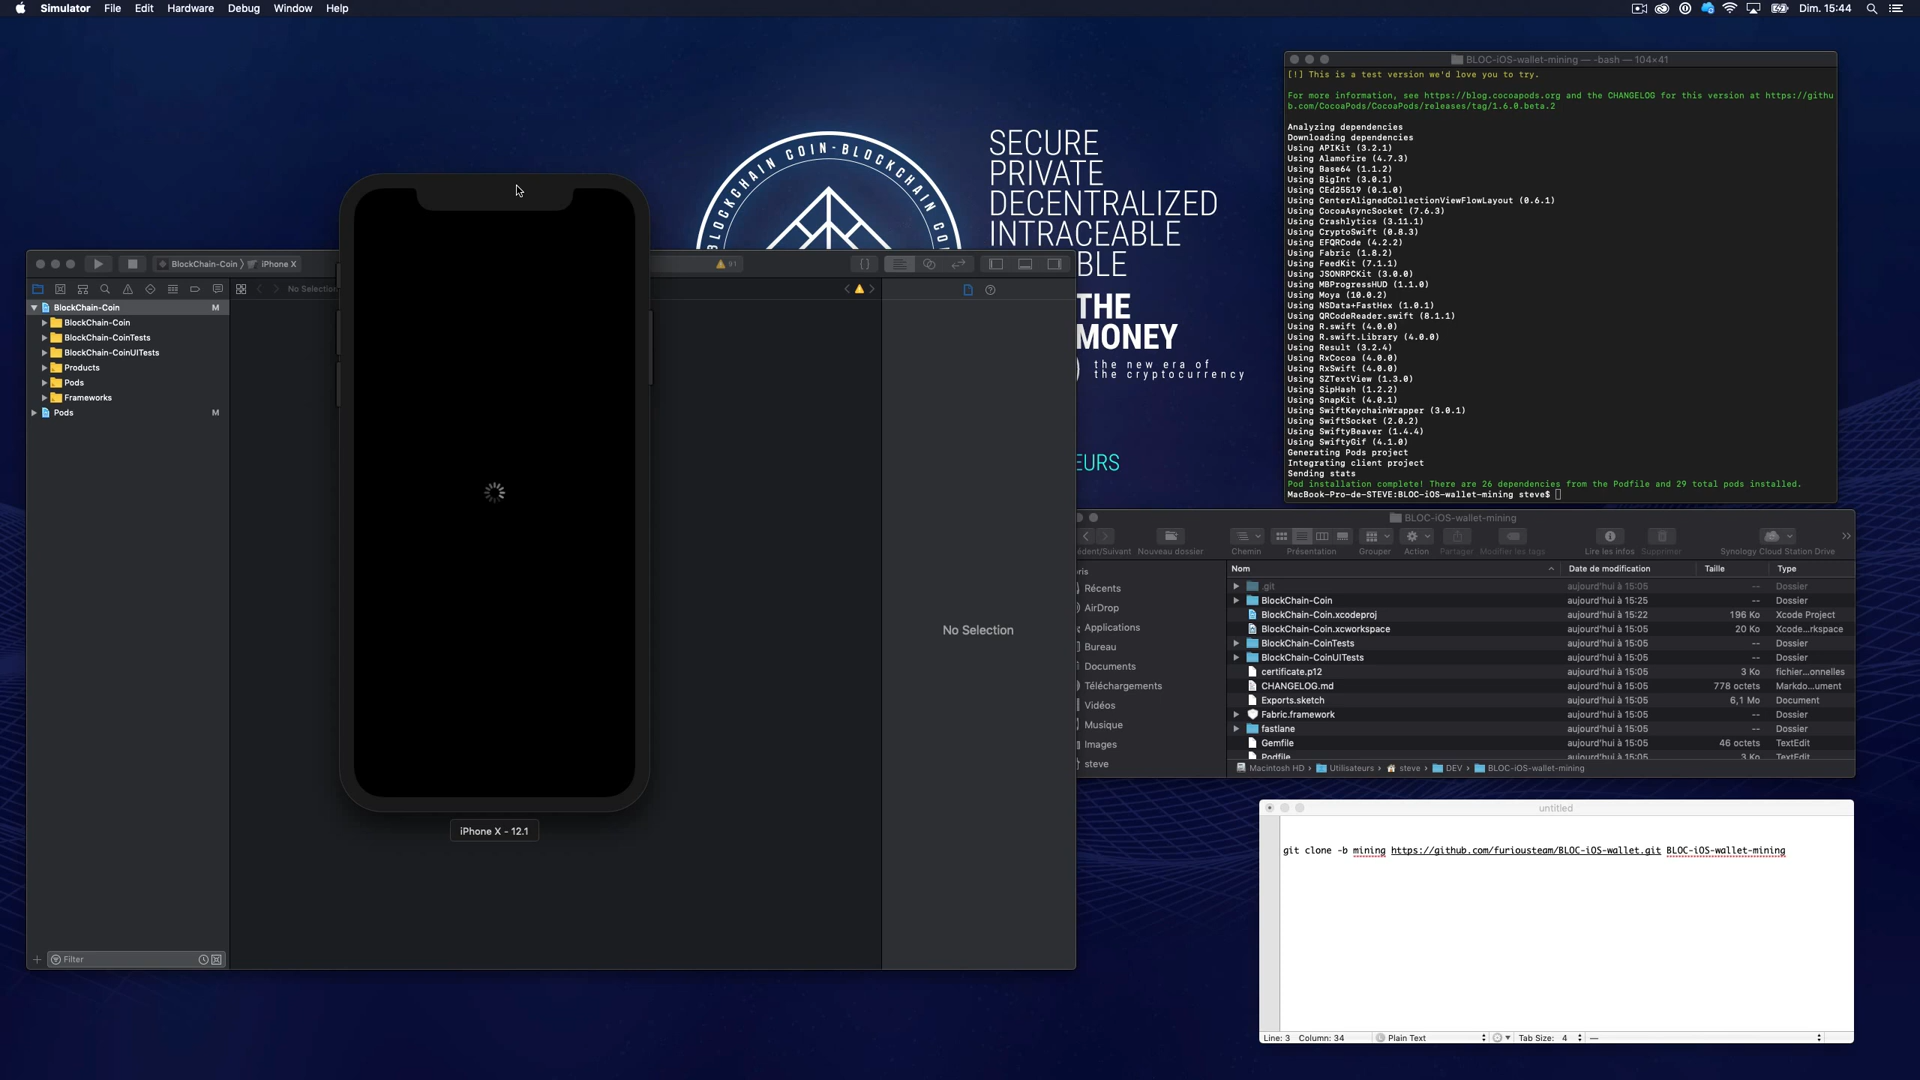 Simulator File Edit Hardware Debug Window Help
Dim. 15:44
BLOCKCHAIN COIN-BLOCKCHAIN
SECURE
PRIVATE
DECENTRALIZED
INTRACEABLE
BLE
THE
MONEY
the new era of
the cryptocurrency
EURS
BlockChain-Coin iPhone X
91
No Selection
BlockChain-Coin M
BlockChain-Coin
BlockChain-CoinTests
BlockChain-CoinUITests
Products
Pods
Frameworks
Pods M
Filter
No Selection
iPhone X - 12.1
BLOC-iOS-wallet-mining — -bash — 104×41
[!] This is a test version we'd love you to try.
For more information, see https://blog.cocoapods.org and the CHANGELOG for this version at https://githu
b.com/CocoaPods/CocoaPods/releases/tag/1.6.0.beta.2
Analyzing dependencies
Downloading dependencies
Using APIKit (3.2.1)
Using Alamofire (4.7.3)
Using Base64 (1.1.2)
Using BigInt (3.0.1)
Using CEd25519 (0.1.0)
Using CenterAlignedCollectionViewFlowLayout (0.6.1)
Using CocoaAsyncSocket (7.6.3)
Using Crashlytics (3.11.1)
Using CryptoSwift (0.8.3)
Using EFQRCode (4.2.2)
Using Fabric (1.8.2)
Using FeedKit (7.1.1)
Using JSONRPCKit (3.0.0)
Using MBProgressHUD (1.1.0)
Using Moya (10.0.2)
Using NSData+FastHex (1.0.1)
Using QRCodeReader.swift (8.1.1)
Using R.swift (4.0.0)
Using R.swift.Library (4.0.0)
Using Result (3.2.4)
Using RxCocoa (4.0.0)
Using RxSwift (4.0.0)
Using SZTextView (1.3.0)
Using SipHash (1.2.2)
Using SnapKit (4.0.1)
Using SwiftKeychainWrapper (3.0.1)
Using SwiftSocket (2.0.2)
Using SwiftyBeaver (1.4.4)
Using SwiftyGif (4.1.0)
Generating Pods project
Integrating client project
Sending stats
Pod installation complete! There are 26 dependencies from the Podfile and 29 total pods installed.
MacBook-Pro-de-STEVE:BLOC-iOS-wallet-mining steve$
BLOC-iOS-wallet-mining
édent/Suivant Nouveau dossier Chemin Présentation Grouper Action Partager Modifier les tags Lire les infos Supprimer Synology Cloud Station Drive
ris
Récents
AirDrop
Applications
Bureau
Documents
Téléchargements
Vidéos
Musique
Images
steve
Nom Date de modification Taille Type
.git aujourd'hui à 15:05 -- Dossier
BlockChain-Coin aujourd'hui à 15:25 -- Dossier
BlockChain-Coin.xcodeproj aujourd'hui à 15:22 196 Ko Xcode Project
BlockChain-Coin.xcworkspace aujourd'hui à 15:05 20 Ko Xcode...rkspace
BlockChain-CoinTests aujourd'hui à 15:05 -- Dossier
BlockChain-CoinUITests aujourd'hui à 15:05 -- Dossier
certificate.p12 aujourd'hui à 15:05 3 Ko fichier...onnelles
CHANGELOG.md aujourd'hui à 15:05 778 octets Markdo...ument
Exports.sketch aujourd'hui à 15:05 6,1 Mo Document
Fabric.framework aujourd'hui à 15:05 -- Dossier
fastlane aujourd'hui à 15:05 -- Dossier
Gemfile aujourd'hui à 15:05 46 octets TextEdit
Podfile aujourd'hui à 15:05 3 Ko TextEdit
Macintosh HD › Utilisateurs › steve › DEV › BLOC-iOS-wallet-mining
untitled
git clone -b mining https://github.com/furiousteam/BLOC-iOS-wallet.git BLOC-iOS-wallet-mining
Line: 3 Column: 34 Plain Text Tab Size: 4 —